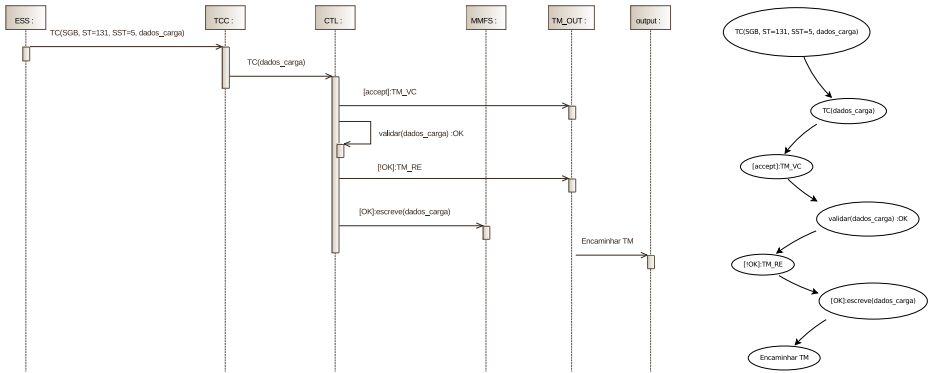 ESS :
TCC :
CTL :
MMFS :
TM_OUT :
output :
TC(SGB, ST=131, SST=5, dados_carga)
TC(dados_carga)
[accept]:TM_VC
validar(dados_carga) :OK
[!OK]:TM_RE
[OK]:escreve(dados_carga)
Encaminhar TM
TC(SGB, ST=131, SST=5, dados_carga)
TC(dados_carga)
[accept]:TM_VC
validar(dados_carga) :OK
[!OK]:TM_RE
[OK]:escreve(dados_carga)
Encaminhar TM